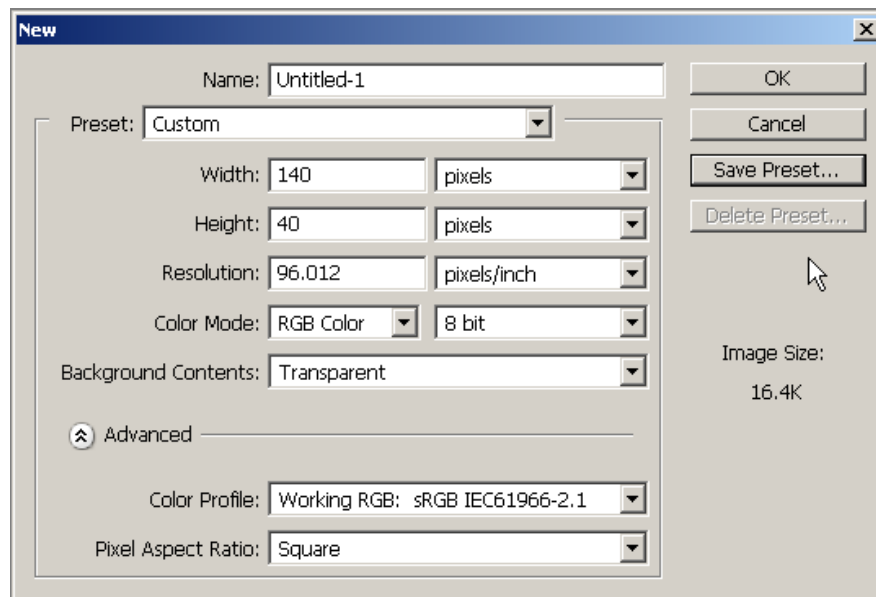 New
Name: Untitled-1
OK
Preset: Custom
Cancel
Width: 140 pixels
Save Preset...
Height: 40 pixels
Delete Preset...
Resolution: 96.012 pixels/inch
Color Mode: RGB Color 8 bit
Background Contents: Transparent
Image Size:
16.4K
Advanced
Color Profile: Working RGB: sRGB IEC61966-2.1
Pixel Aspect Ratio: Square